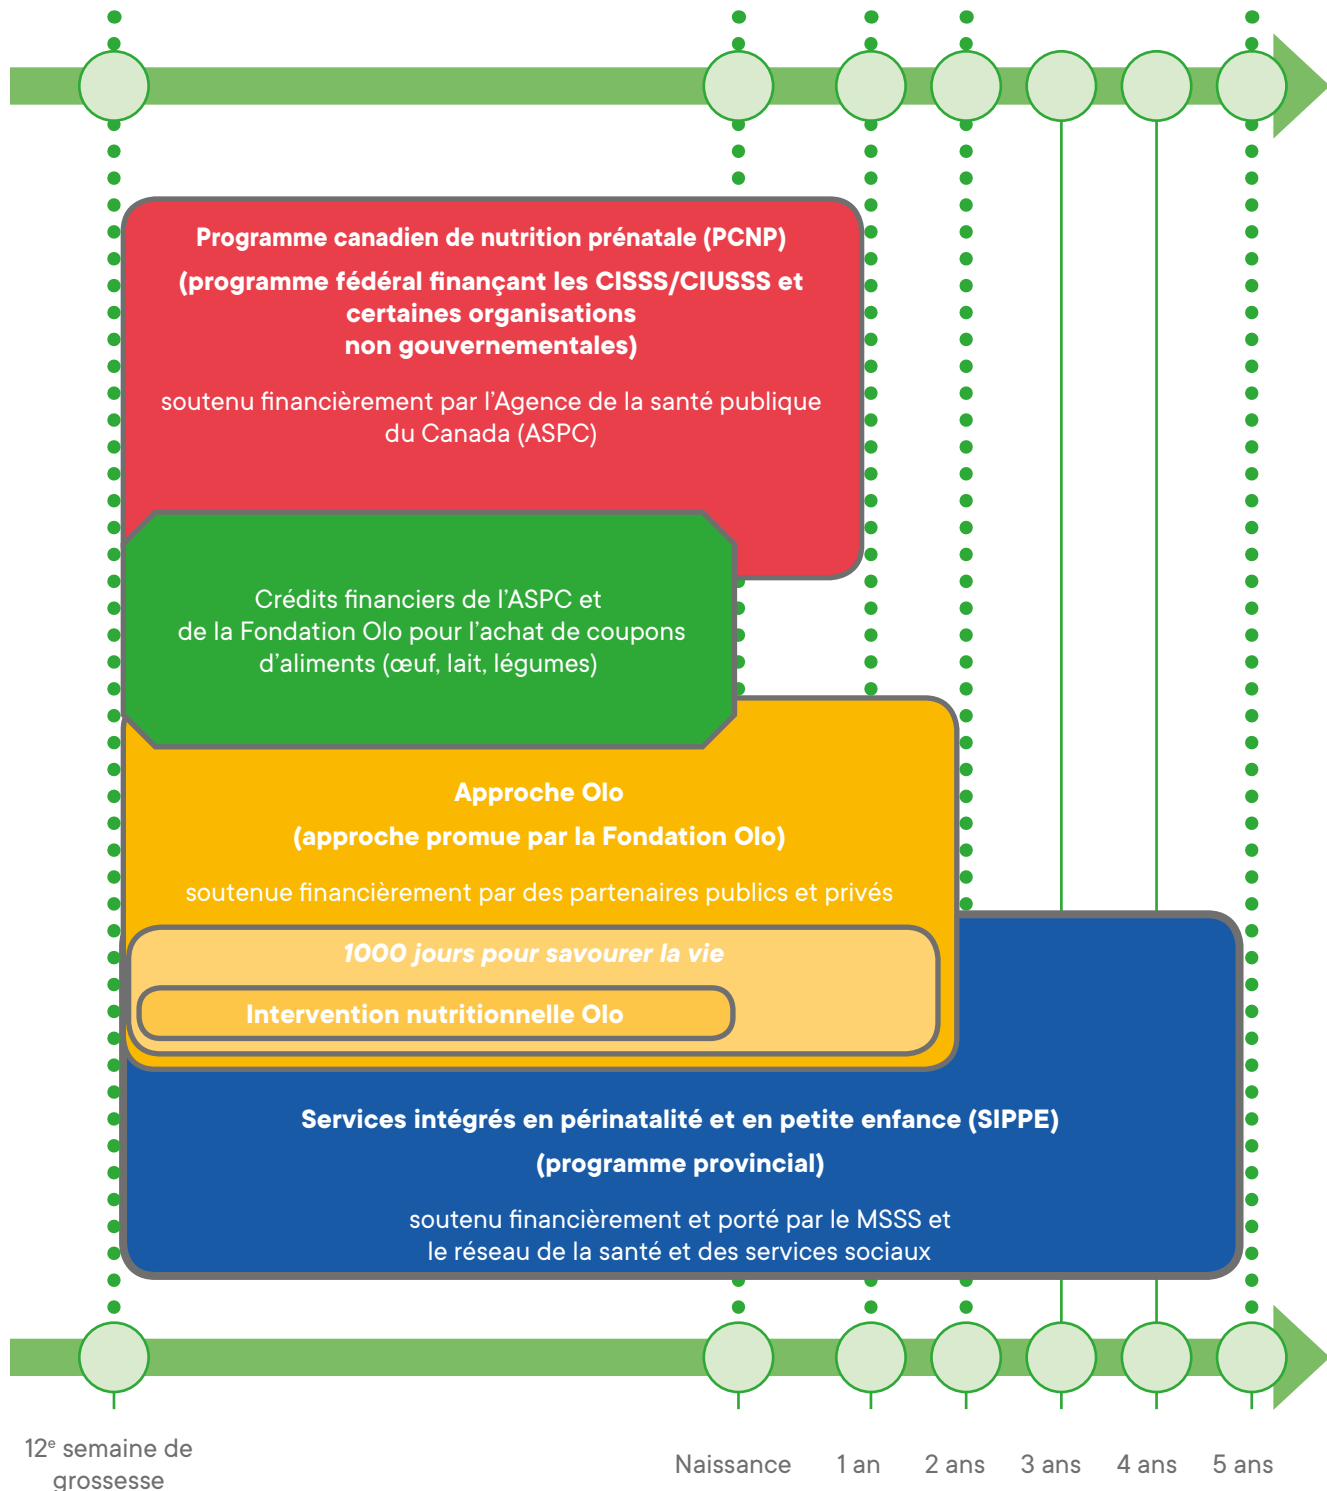 Programme canadien de nutrition prénatale (PCNP)
(programme fédéral finançant les CISSS/CIUSSS et
certaines organisations
non gouvernementales)
soutenu financièrement par l’Agence de la santé publique
du Canada (ASPC)
Crédits financiers de l’ASPC et
de la Fondation Olo pour l’achat de coupons
d’aliments (œuf, lait, légumes)
Approche Olo
(approche promue par la Fondation Olo)
soutenue financièrement par des partenaires publics et privés
1000 jours pour savourer la vie
Intervention nutritionnelle Olo
Services intégrés en périnatalité et en petite enfance (SIPPE)
(programme provincial)
soutenu financièrement et porté par le MSSS et
le réseau de la santé et des services sociaux
12e semaine de
grossesse
Naissance
1 an
2 ans
3 ans
4 ans
5 ans